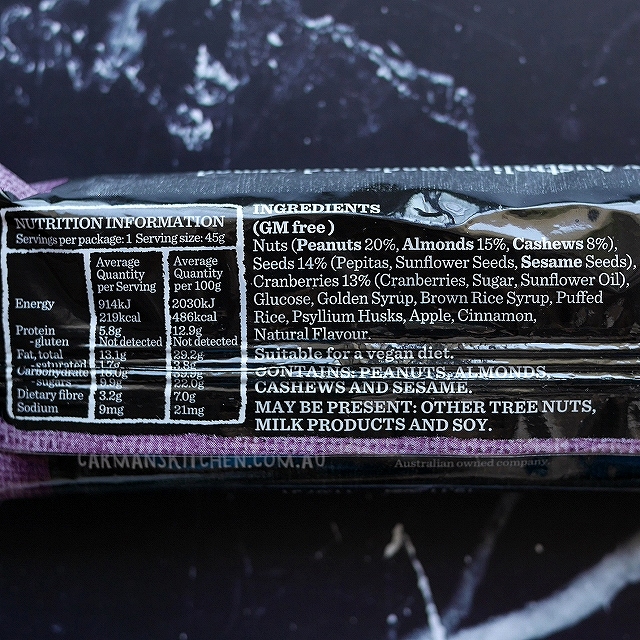 NUTRITION INFORMATION
Servings per package: 1 Serving size: 45g
Average Quantity per Serving
Average Quantity per 100g
Energy 914kJ 2030kJ
219kcal 486kcal
Protein 5.8g 12.9g
-gluten Not detected Not detected
Fat, total 13.1g 29.2g
-saturated
Carbohydrate
-sugars 9.9g 22.0g
Dietary fibre 3.2g 7.0g
Sodium 9mg 21mg
INGREDIENTS
(GM free)
Nuts (Peanuts 20%, Almonds 15%, Cashews 8%),
Seeds 14% (Pepitas, Sunflower Seeds, Sesame Seeds),
Cranberries 13% (Cranberries, Sugar, Sunflower Oil),
Glucose, Golden Syrup, Brown Rice Syrup, Puffed
Rice, Psyllium Husks, Apple, Cinnamon,
Natural Flavour.
Suitable for a vegan diet.
CONTAINS: PEANUTS, ALMONDS,
CASHEWS AND SESAME.
MAY BE PRESENT: OTHER TREE NUTS,
MILK PRODUCTS AND SOY.
CARMANSKITCHEN.COM.AU
Australian owned company